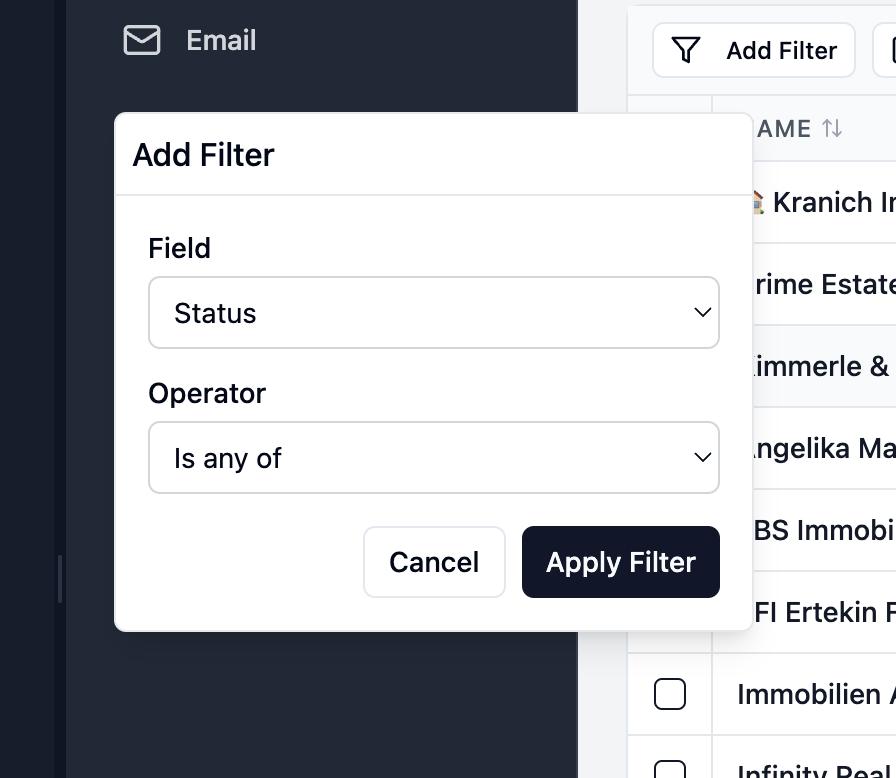 Email
Add Filter
AME
Add Filter
Field
Status
Operator
Is any of
Cancel
Apply Filter
Kranich I
rime Estate
immerle &
ngelika Ma
BS Immobi
FI Ertekin F
Immobilien A
Infinity Real